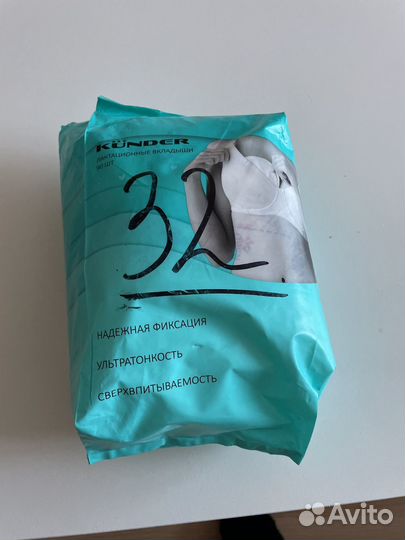 KÜNDER
ЛАКТАЦИОННЫЕ ВКЛАДЫШИ
32
НАДЕЖНАЯ ФИКСАЦИЯ
УЛЬТРАТОНКОСТЬ
СВЕРХВПИТЫВАЕМОСТЬ
Avito